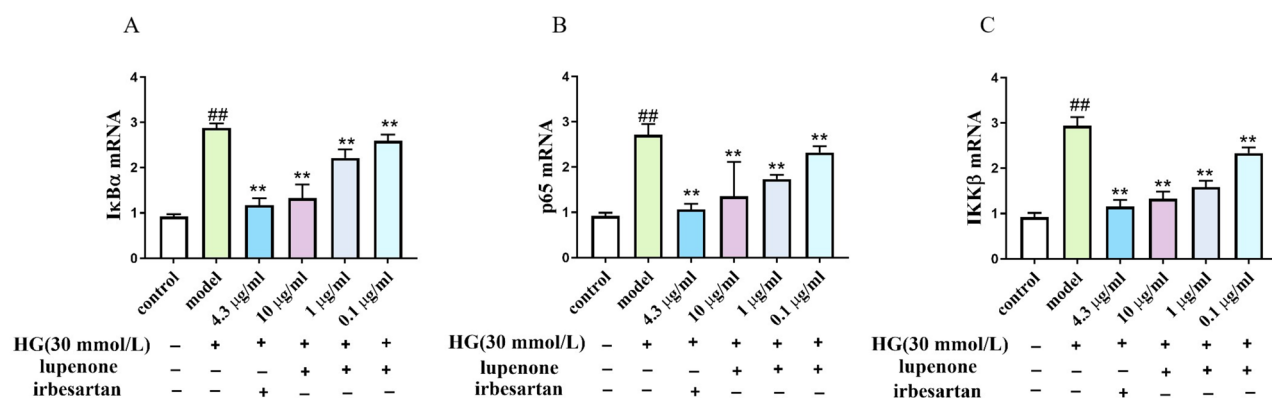 A
IκBα mRNA
4
3
2
1
0
##
**
**
**
**
control
model
4.3 μg/ml
10 μg/ml
1 μg/ml
0.1 μg/ml
HG(30 mmol/L) – + + + + +
lupenone – – – + + +
irbesartan – – + – – –
B
p65 mRNA
4
3
2
1
0
##
**
**
**
**
control
model
4.3 μg/ml
10 μg/ml
1 μg/ml
0.1 μg/ml
HG(30 mmol/L) – + + + + +
lupenone – – – + + +
irbesartan – – + – – –
C
IKKβ mRNA
4
3
2
1
0
##
**
**
**
**
control
model
4.3 μg/ml
10 μg/ml
1 μg/ml
0.1 μg/ml
HG(30 mmol/L) – + + + + +
lupenone – – – + + +
irbesartan – – + – – –